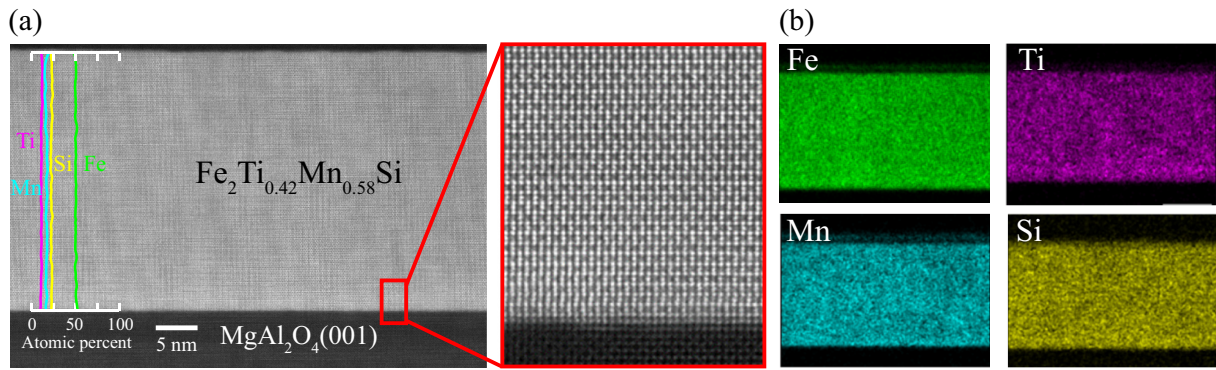 (a)
Ti
Si
Fe
Mn
Fe₂Ti₀.₄₂Mn₀.₅₈Si
0
50
100
Atomic percent
5 nm
MgAl₂O₄(001)
(b)
Fe
Ti
Mn
Si